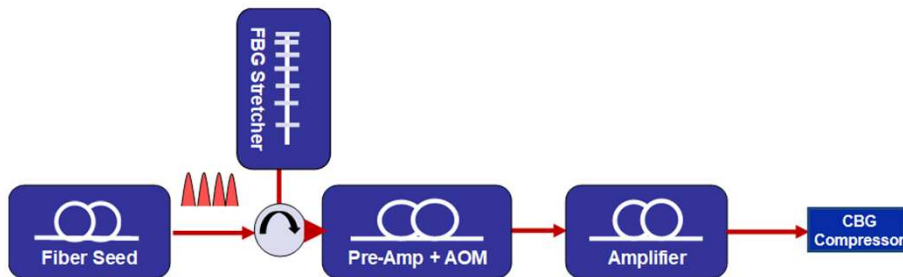 FBG Stretcher
Fiber Seed
Pre-Amp + AOM
Amplifier
CBG
Compressor